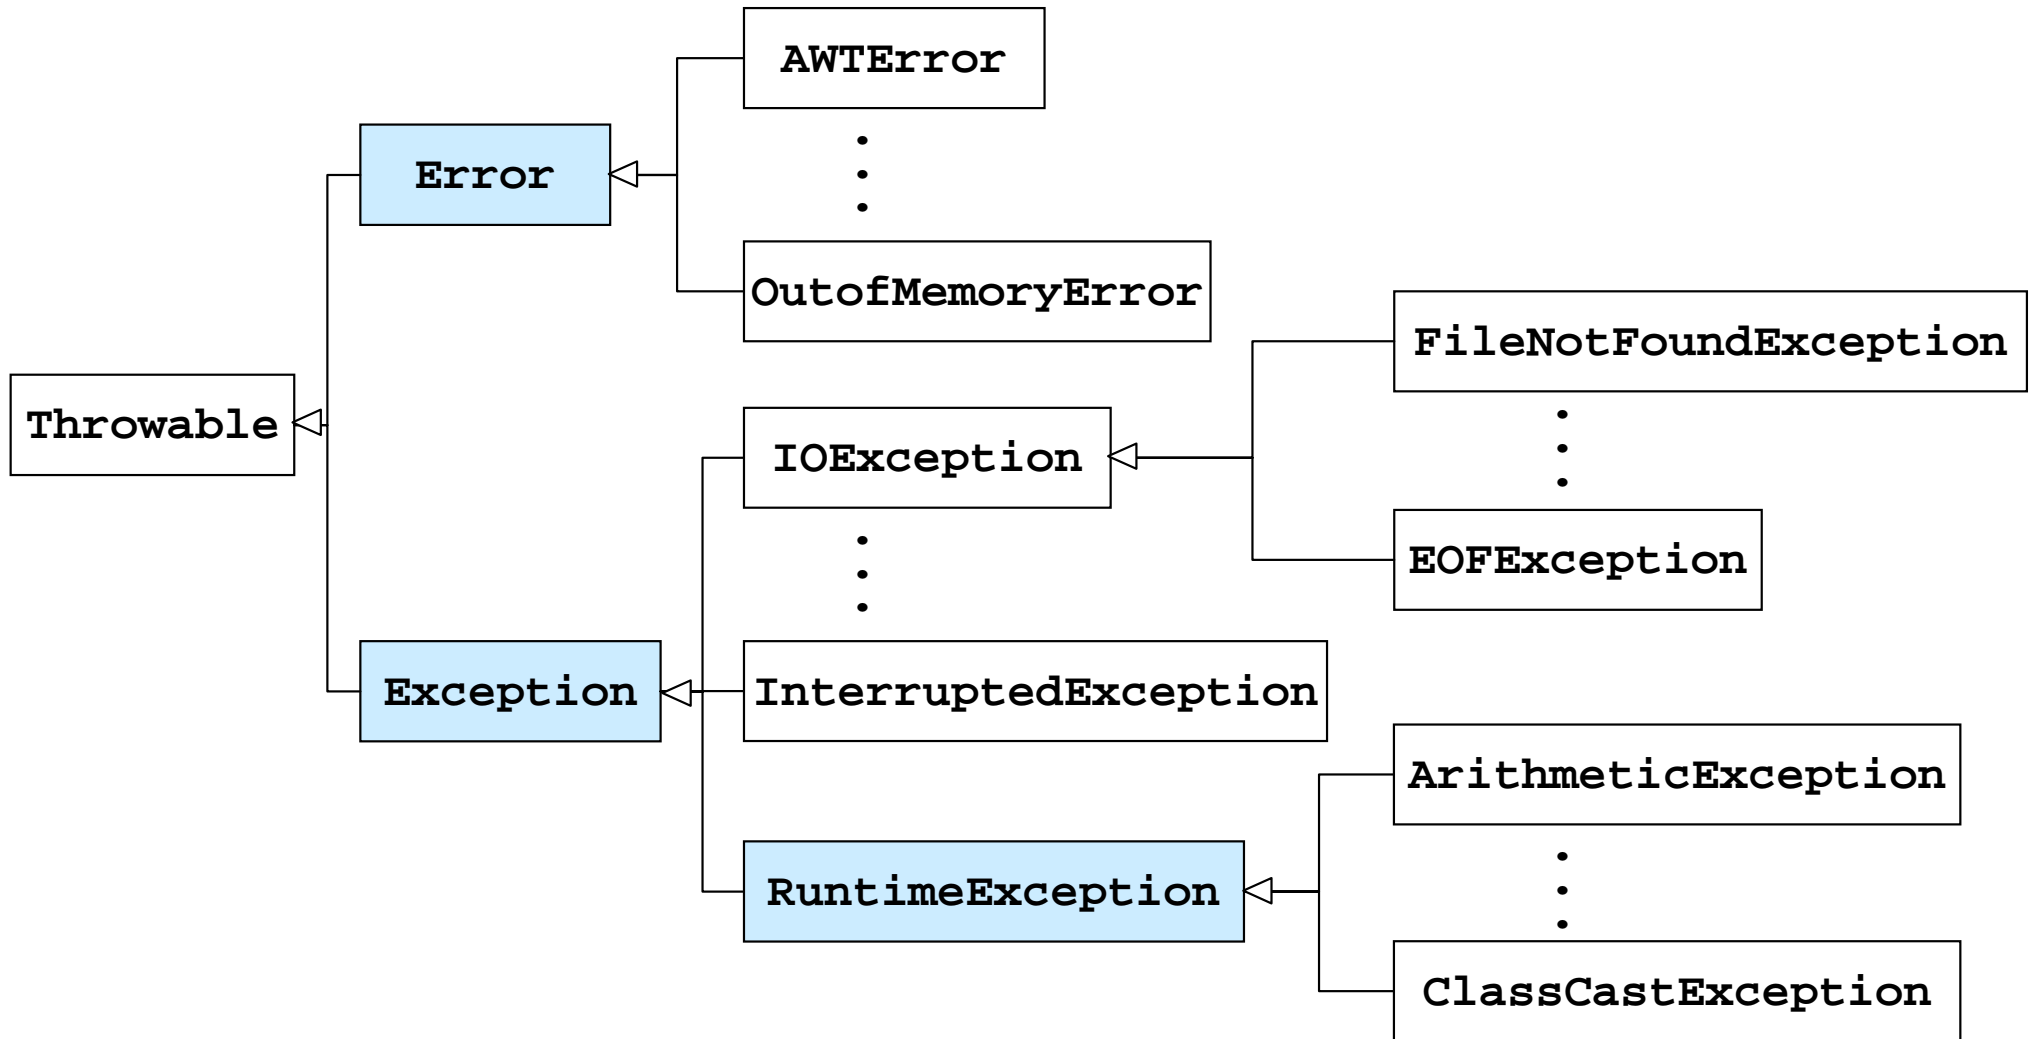 AWTError
Error
OutofMemoryError
FileNotFoundException
Throwable
IOException
EOFException
Exception
InterruptedException
ArithmeticException
RuntimeException
ClassCastException